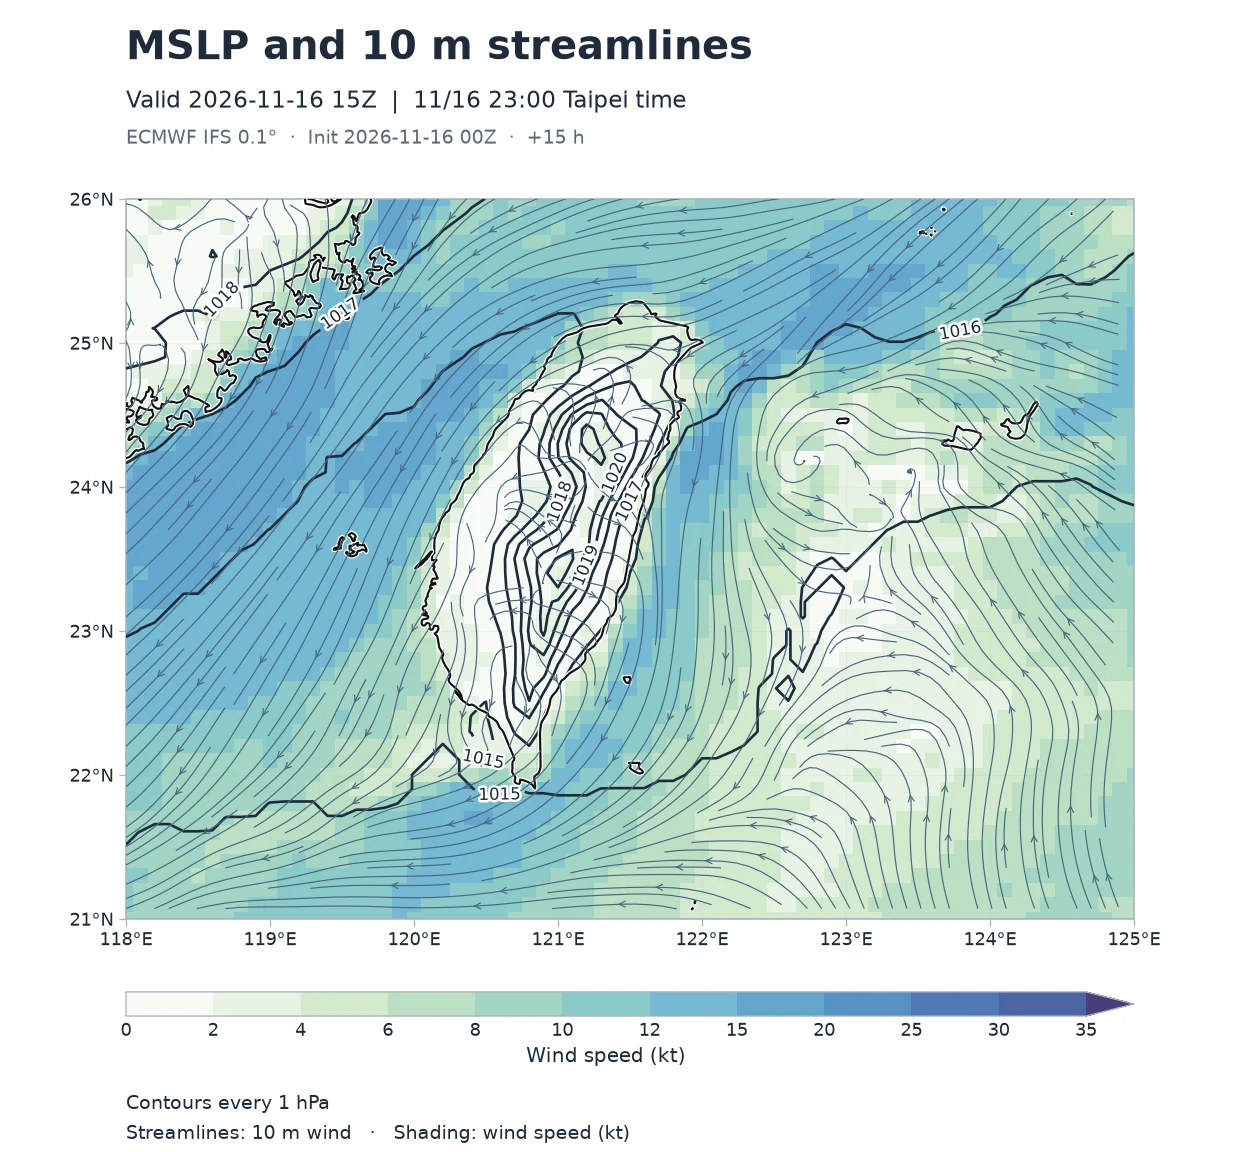 MSLP and 10 m streamlines
Valid 2026-11-16 15Z | 11/16 23:00 Taipei time
ECMWF IFS 0.1° · Init 2026-11-16 00Z · +15 h
26°N
25°N
24°N
23°N
22°N
21°N
1018
1017
1016
1020
1018
1017
1019
1015
1015
118°E 119°E 120°E 121°E 122°E 123°E 124°E 125°E
0 2 4 6 8 10 12 15 20 25 30 35
Wind speed (kt)
Contours every 1 hPa
Streamlines: 10 m wind · Shading: wind speed (kt)